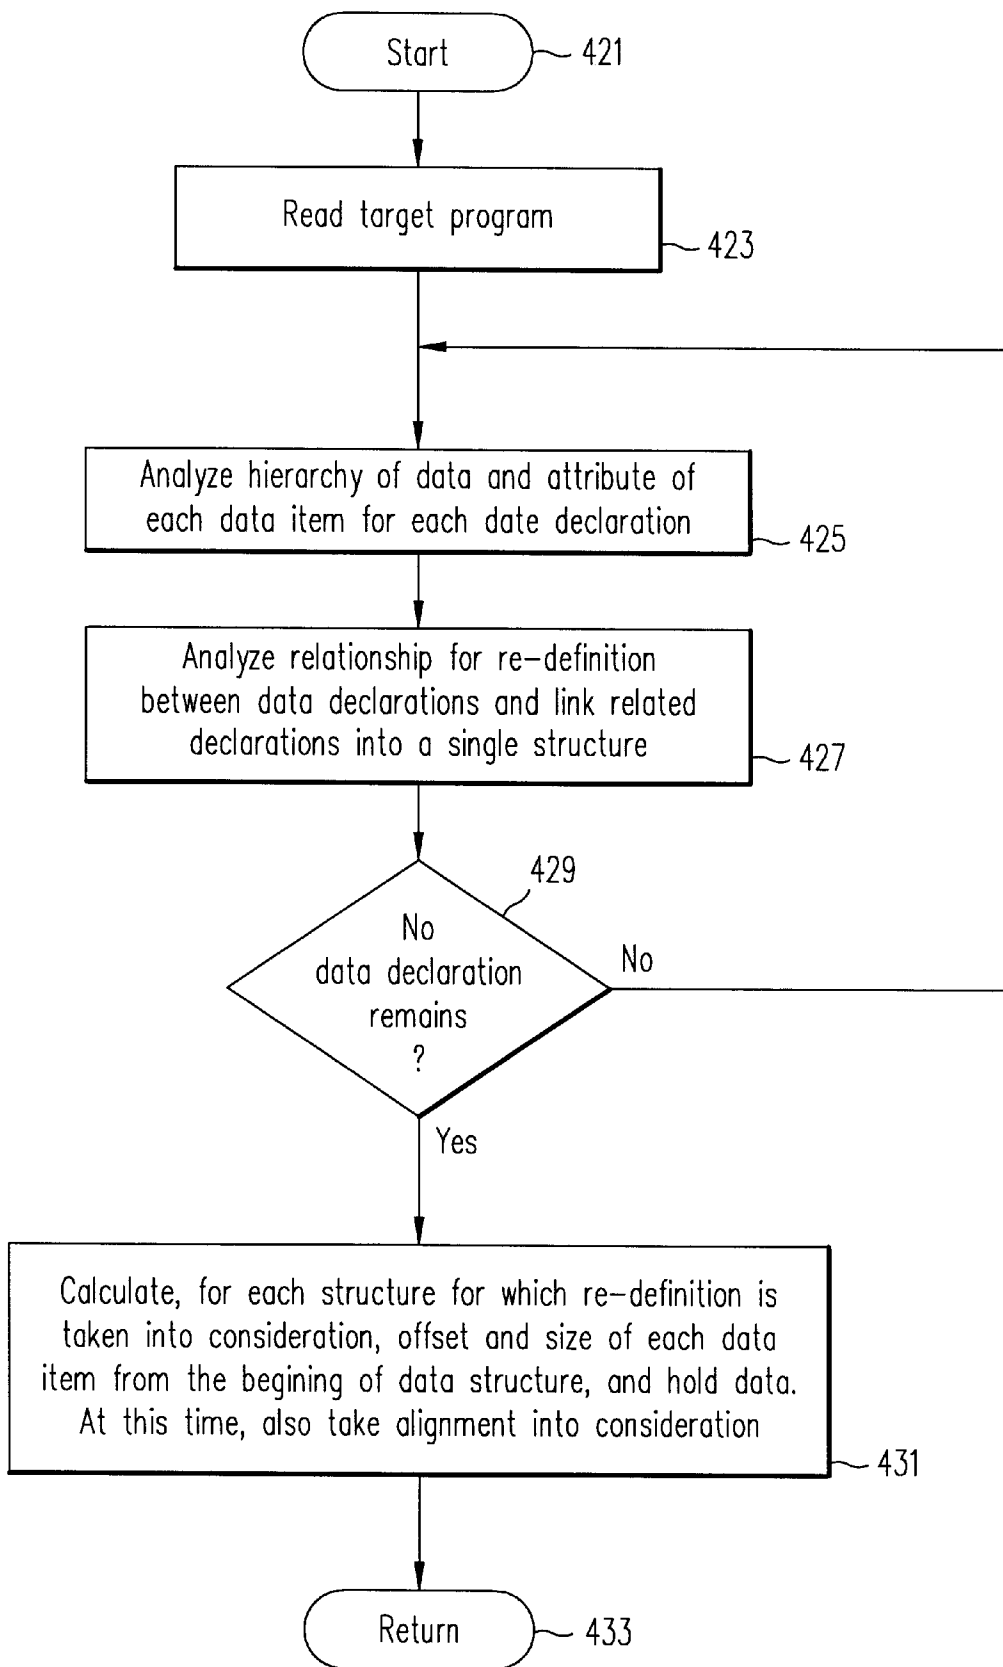 Start
421
Read target program
423
Analyze hierarchy of data and attribute of
each data item for each date declaration
425
Analyze relationship for re-definition
between data declarations and link related
declarations into a single structure
427
429
No
data declaration
remains
?
No
Yes
Calculate, for each structure for which re-definition is
taken into consideration, offset and size of each data
item from the begining of data structure, and hold data.
At this time, also take alignment into consideration
431
Return
433